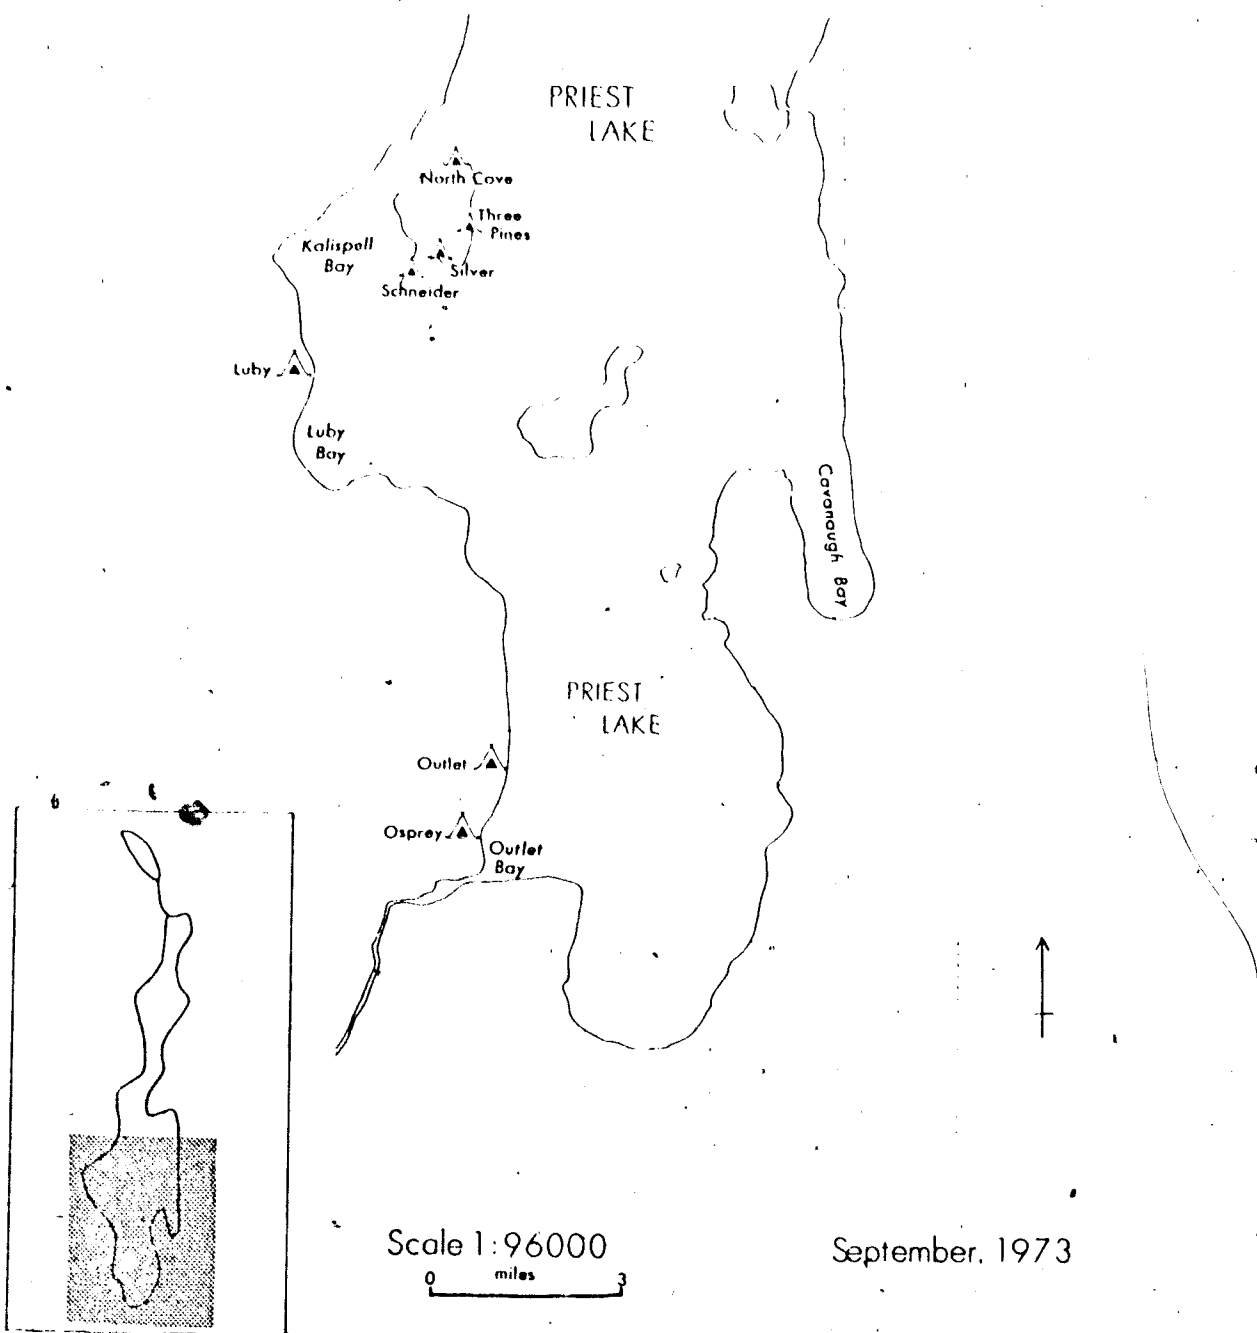 PRIEST
LAKE
North Cove
Three
Pines
Kalispell
Bay
Silver
Schneider
Luby
Luby
Bay
Cavanaugh Bay
PRIEST
LAKE
Outlet
Osprey
Outlet
Bay
Scale 1:96000
0 miles 3
September, 1973